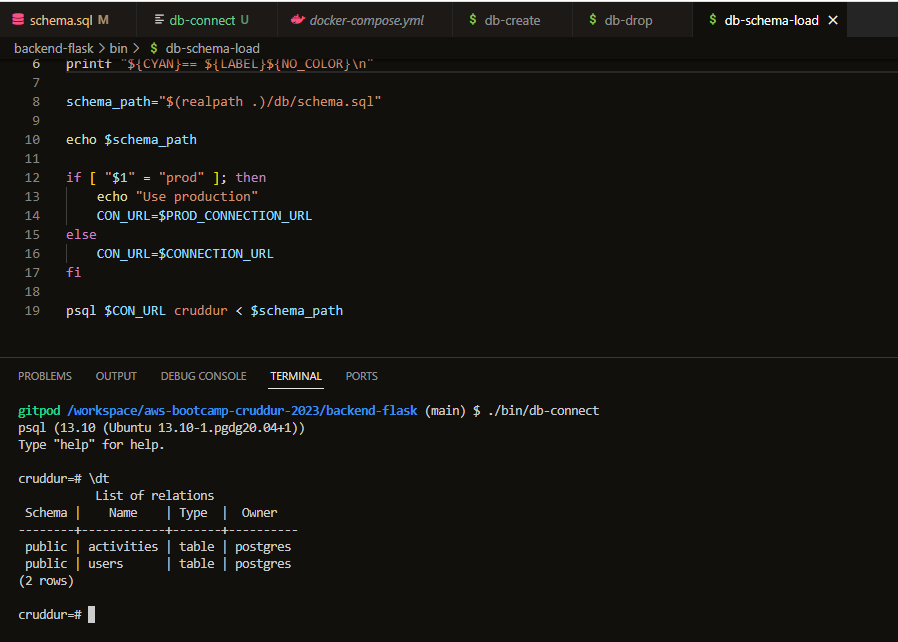 schema.sql M db-connect U docker-compose.yml $ db-create $ db-drop $ db-schema-load ×
backend-flask > bin > $ db-schema-load
6 printf "${CYAN}== ${LABEL}${NO_COLOR}\n"
7
8 schema_path="$(realpath .)/db/schema.sql"
9
10 echo $schema_path
11
12 if [ "$1" = "prod" ]; then
13     echo "Use production"
14     CON_URL=$PROD_CONNECTION_URL
15 else
16     CON_URL=$CONNECTION_URL
17 fi
18
19 psql $CON_URL cruddur < $schema_path
PROBLEMS OUTPUT DEBUG CONSOLE TERMINAL PORTS
gitpod /workspace/aws-bootcamp-cruddur-2023/backend-flask (main) $ ./bin/db-connect
psql (13.10 (Ubuntu 13.10-1.pgdg20.04+1))
Type "help" for help.
cruddur=# \dt
           List of relations
 Schema |    Name    | Type  |  Owner
--------+------------+-------+----------
 public | activities | table | postgres
 public | users      | table | postgres
(2 rows)
cruddur=#